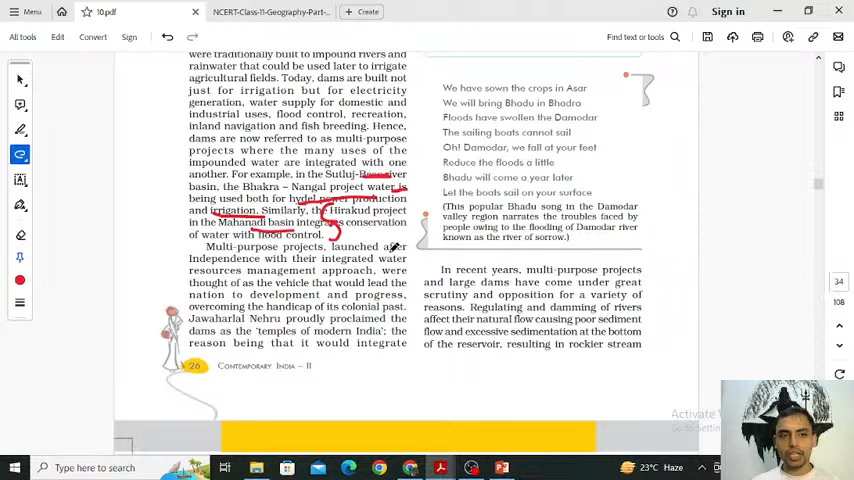 Menu
10.pdf
NCERT-Class-11-Geography-Part-...
Create
Sign in
All tools
Edit
Convert
Sign
Find text or tools
were traditionally built to impound rivers and
rainwater that could be used later to irrigate
agricultural fields. Today, dams are built not
just for irrigation but for electricity
generation, water supply for domestic and
industrial uses, flood control, recreation,
inland navigation and fish breeding. Hence,
dams are now referred to as multi-purpose
projects where the many uses of the
impounded water are integrated with one
another. For example, in the Sutluj-Beas river
basin, the Bhakra – Nangal project water is
being used both for hydel power production
and irrigation. Similarly, the Hirakud project
in the Mahanadi basin integrates conservation
of water with flood control.
Multi-purpose projects, launched after
Independence with their integrated water
resources management approach, were
thought of as the vehicle that would lead the
nation to development and progress,
overcoming the handicap of its colonial past.
Jawaharlal Nehru proudly proclaimed the
dams as the 'temples of modern India'; the
reason being that it would integrate
26
Contemporary India – II
We have sown the crops in Asar
We will bring Bhadu in Bhadra
Floods have swollen the Damodar
The sailing boats cannot sail
Oh! Damodar, we fall at your feet
Reduce the floods a little
Bhadu will come a year later
Let the boats sail on your surface
(This popular Bhadu song in the Damodar
valley region narrates the troubles faced by
people owing to the flooding of Damodar river
known as the river of sorrow.)
In recent years, multi-purpose projects
and large dams have come under great
scrutiny and opposition for a variety of
reasons. Regulating and damming of rivers
affect their natural flow causing poor sediment
flow and excessive sedimentation at the bottom
of the reservoir, resulting in rockier stream
34
108
Activate
Go to Setting
Type here to search
23°C Haze